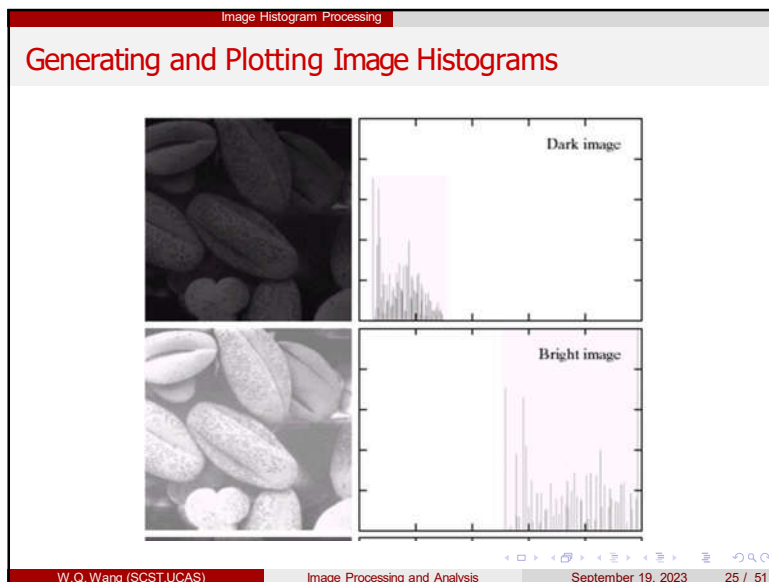 Image Histogram Processing
Generating and Plotting Image Histograms
Dark image
Bright image
W.Q. Wang (SCST,UCAS) Image Processing and Analysis September 19, 2023 25 / 51